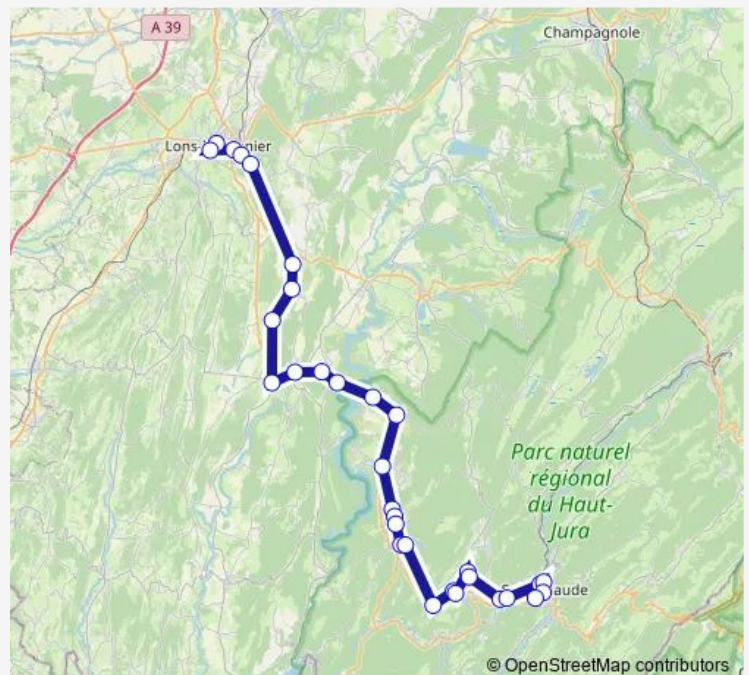 A 39
Champagnole
Lons nier
Parc naturel
régional
du Haut-
Jura
aude
© OpenStreetMap contributors